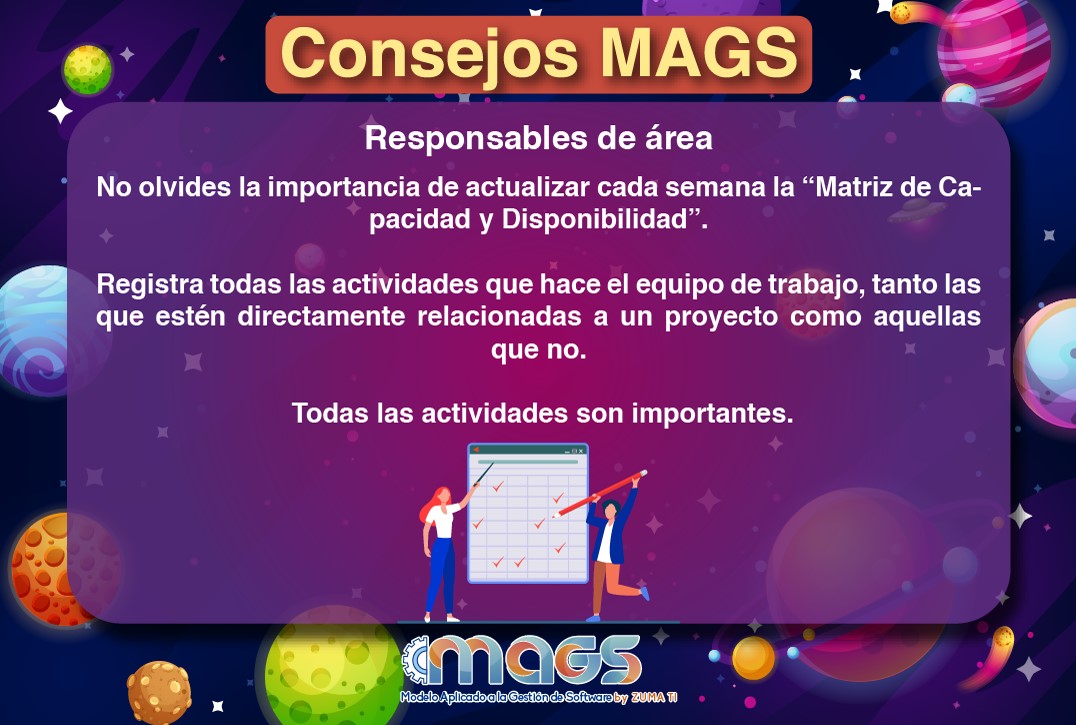 Consejos MAGS
Responsables de área
No olvides la importancia de actualizar cada semana la “Matriz de Ca-
pacidad y Disponibilidad”.
Registra todas las actividades que hace el equipo de trabajo, tanto las
que estén directamente relacionadas a un proyecto como aquellas
que no.
Todas las actividades son importantes.
MAGS
Modelo Aplicado a la Gestión de Software by ZUMA TI